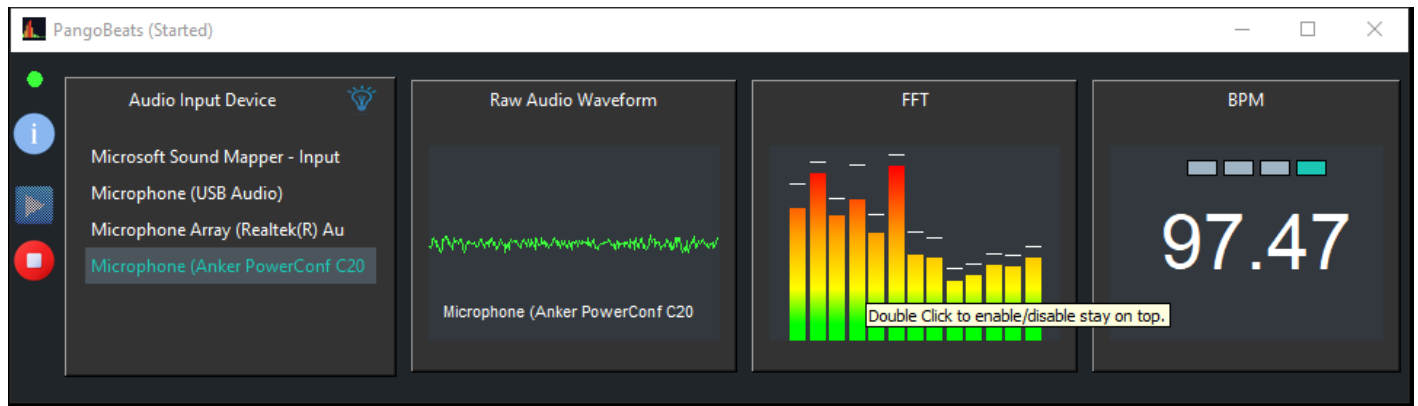 PangoBeats (Started)
i
Audio Input Device
Microsoft Sound Mapper - Input
Microphone (USB Audio)
Microphone Array (Realtek(R) Au
Microphone (Anker PowerConf C20
Raw Audio Waveform
Microphone (Anker PowerConf C20
FFT
Double Click to enable/disable stay on top.
BPM
97.47